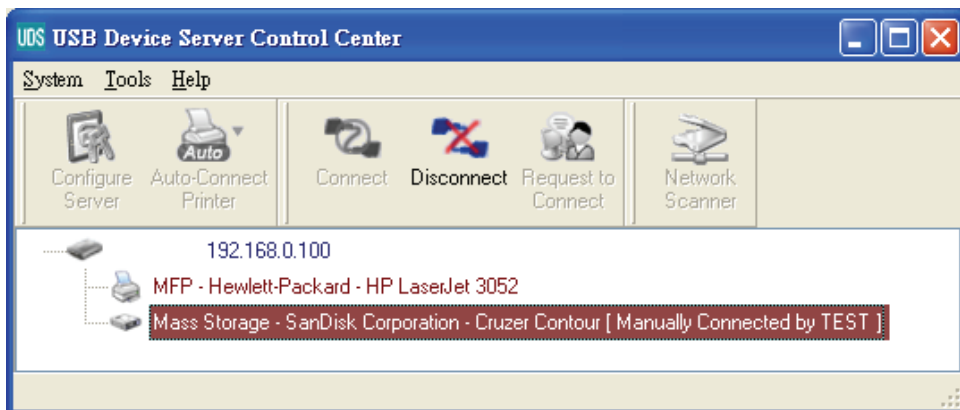 UDS USB Device Server Control Center
System Tools Help
Auto
Configure Server
Auto-Connect Printer
Connect
Disconnect
Request to Connect
Network Scanner
192.168.0.100
MFP - Hewlett-Packard - HP LaserJet 3052
Mass Storage - SanDisk Corporation - Cruzer Contour [ Manually Connected by TEST ]